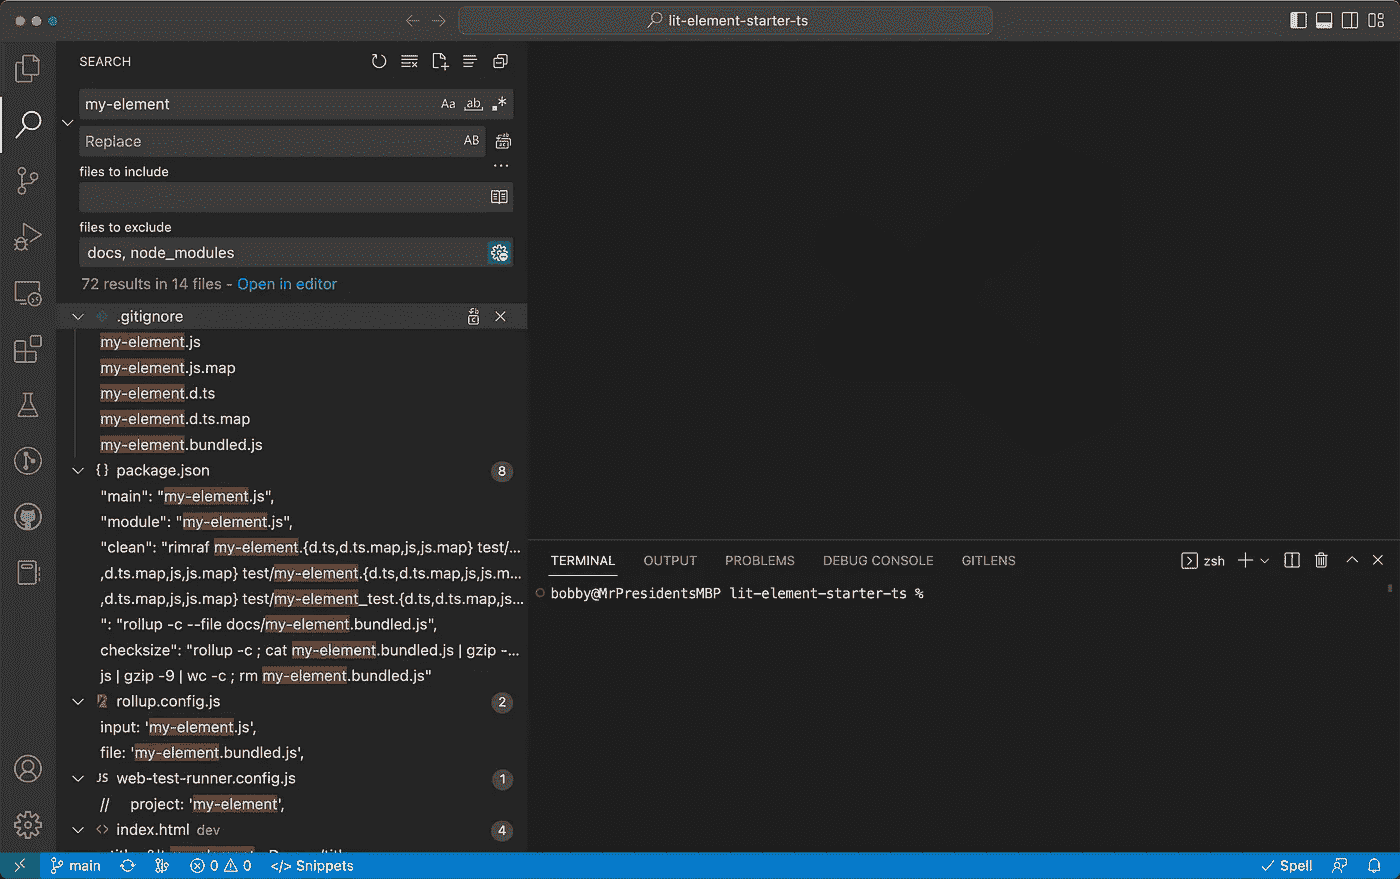 lit-element-starter-ts
SEARCH
my-element
Aa ab
Replace
AB
files to include
files to exclude
docs, node_modules
72 results in 14 files - Open in editor
.gitignore
my-element.js
my-element.js.map
my-element.d.ts
my-element.d.ts.map
my-element.bundled.js
{} package.json 8
"main": "my-element.js",
"module": "my-element.js",
"clean": "rimraf my-element.{d.ts,d.ts.map,js,js.map} test/...
,d.ts.map,js,js.map} test/my-element.{d.ts,d.ts.map,js,js.m...
,d.ts.map,js,js.map} test/my-element_test.{d.ts,d.ts.map,js...
": "rollup -c --file docs/my-element.bundled.js",
checksize": "rollup -c ; cat my-element.bundled.js | gzip -...
js | gzip -9 | wc -c ; rm my-element.bundled.js"
rollup.config.js 2
input: 'my-element.js',
file: 'my-element.bundled.js',
JS web-test-runner.config.js 1
// project: 'my-element',
<> index.html dev 4
TERMINAL OUTPUT PROBLEMS DEBUG CONSOLE GITLENS
zsh
bobby@MrPresidentsMBP lit-element-starter-ts %
main 0 0 </> Snippets
Spell